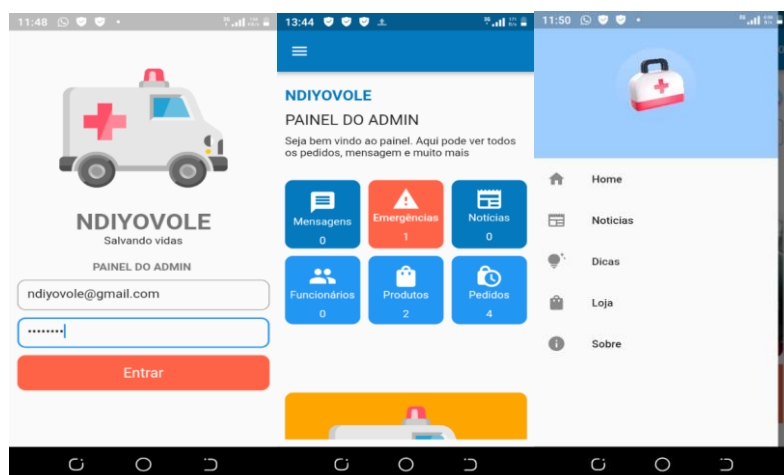 11:48
NDIYOVOLE
Salvando vidas
PAINEL DO ADMIN
ndiyovole@gmail.com
Entrar
13:44
NDIYOVOLE
PAINEL DO ADMIN
Seja bem vindo ao painel. Aqui pode ver todos
os pedidos, mensagem e muito mais
Mensagens
0
Emergências
1
Notícias
0
Funcionários
0
Produtos
2
Pedidos
4
11:50
Home
Noticias
Dicas
Loja
Sobre